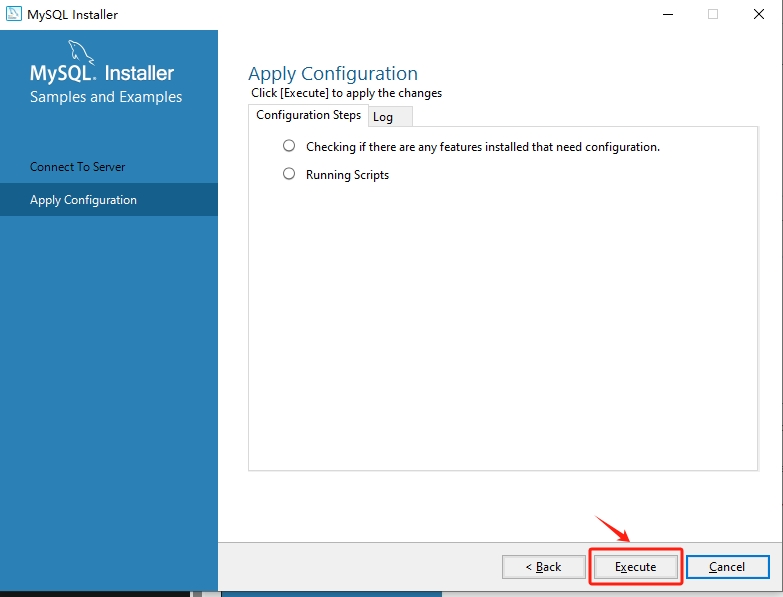 MySQL Installer
MySQL. Installer
Samples and Examples
Connect To Server
Apply Configuration
Apply Configuration
Click [Execute] to apply the changes
Configuration Steps
Log
Checking if there are any features installed that need configuration.
Running Scripts
< Back
Execute
Cancel